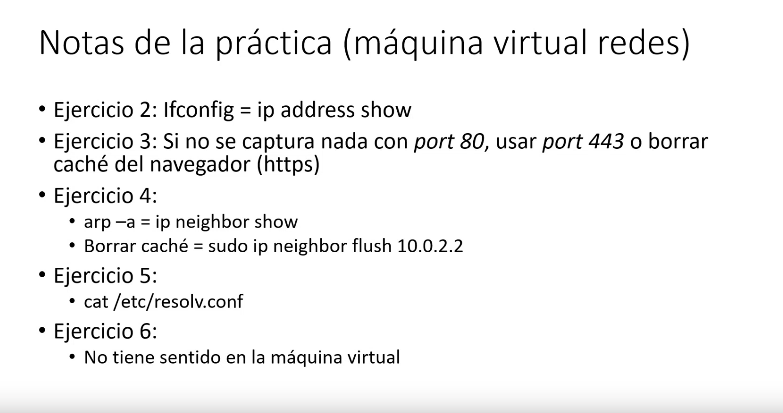 Notas de la práctica (máquina virtual redes)
• Ejercicio 2: Ifconfig = ip address show
• Ejercicio 3: Si no se captura nada con port 80, usar port 443 o borrar
caché del navegador (https)
• Ejercicio 4:
• arp –a = ip neighbor show
• Borrar caché = sudo ip neighbor flush 10.0.2.2
• Ejercicio 5:
• cat /etc/resolv.conf
• Ejercicio 6:
• No tiene sentido en la máquina virtual